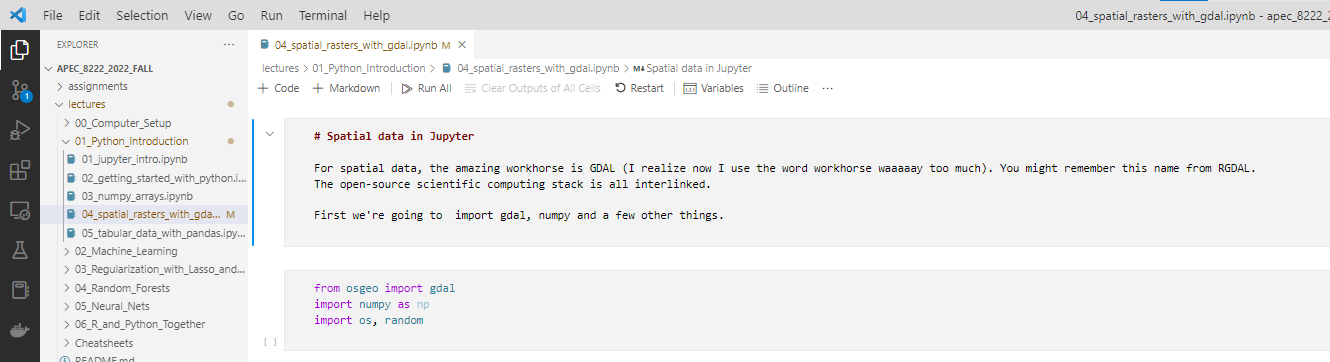 File Edit Selection View Go Run Terminal Help
04_spatial_rasters_with_gdal.ipynb - apec_8222_2
EXPLORER ...
04_spatial_rasters_with_gdal.ipynb M ×
APEC_8222_2022_FALL
lectures > 01_Python_Introduction > 04_spatial_rasters_with_gdal.ipynb > M↓Spatial data in Jupyter
assignments
+ Code + Markdown Run All Clear Outputs of All Cells Restart Variables Outline ...
lectures
1
00_Computer_Setup
01_Python_Introduction
01_jupyter_intro.ipynb
02_getting_started_with_python.i...
03_numpy_arrays.ipynb
04_spatial_rasters_with_gda... M
05_tabular_data_with_pandas.ipy...
02_Machine_Learning
03_Regularization_with_Lasso_and...
04_Random_Forests
05_Neural_Nets
06_R_and_Python_Together
Cheatsheets
README.md
# Spatial data in Jupyter
For spatial data, the amazing workhorse is GDAL (I realize now I use the word workhorse waaaaay too much). You might remember this name from RGDAL.
The open-source scientific computing stack is all interlinked.
First we're going to  import gdal, numpy and a few other things.
from osgeo import gdal
import numpy as np
import os, random
[ ]